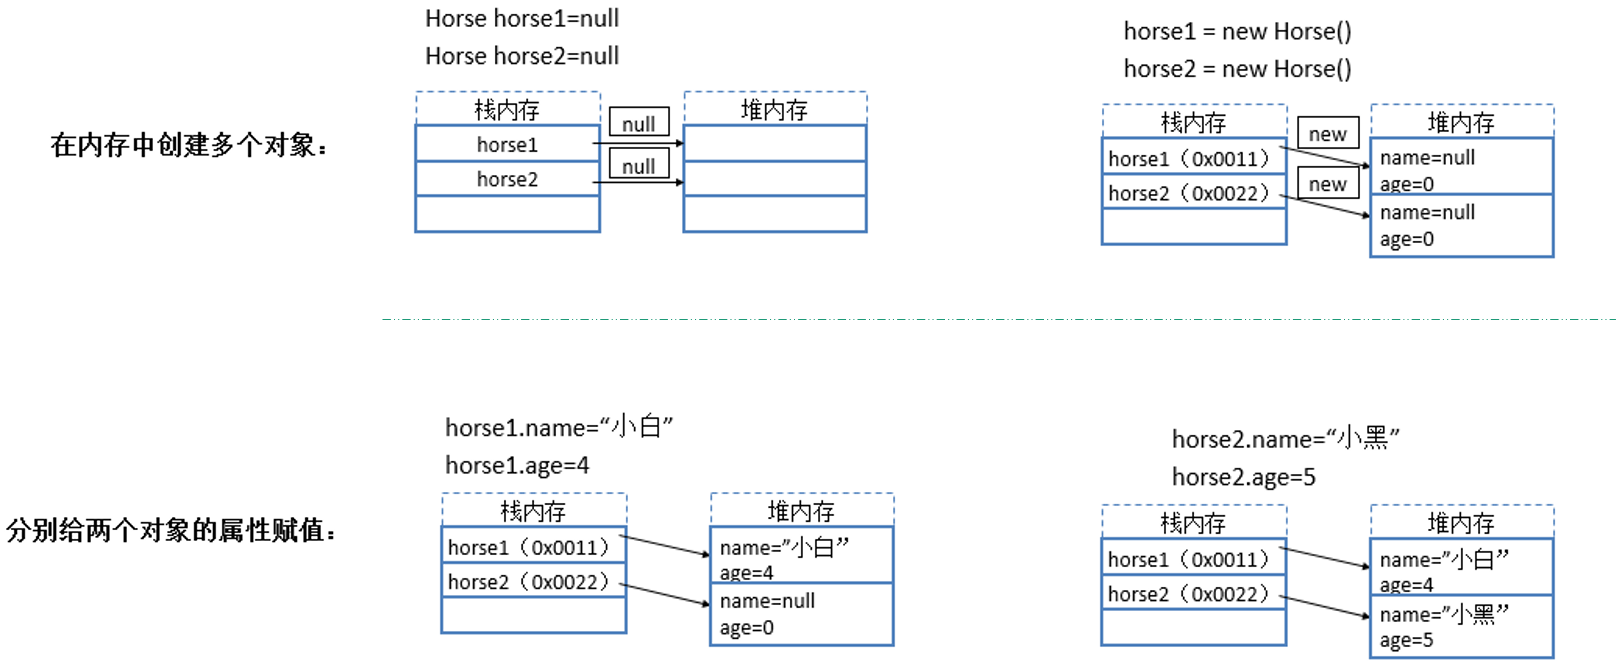 Horse horse1=null
Horse horse2=null
horse1 = new Horse()
horse2 = new Horse()
在内存中创建多个对象：
栈内存
horse1
horse2
null
null
堆内存
栈内存
horse1（0x0011）
horse2（0x0022）
new
new
堆内存
name=null
age=0
name=null
age=0
分别给两个对象的属性赋值：
horse1.name=“小白”
horse1.age=4
栈内存
horse1（0x0011）
horse2（0x0022）
堆内存
name=”小白”
age=4
name=null
age=0
horse2.name=“小黑”
horse2.age=5
栈内存
horse1（0x0011）
horse2（0x0022）
堆内存
name=”小白”
age=4
name=”小黑”
age=5